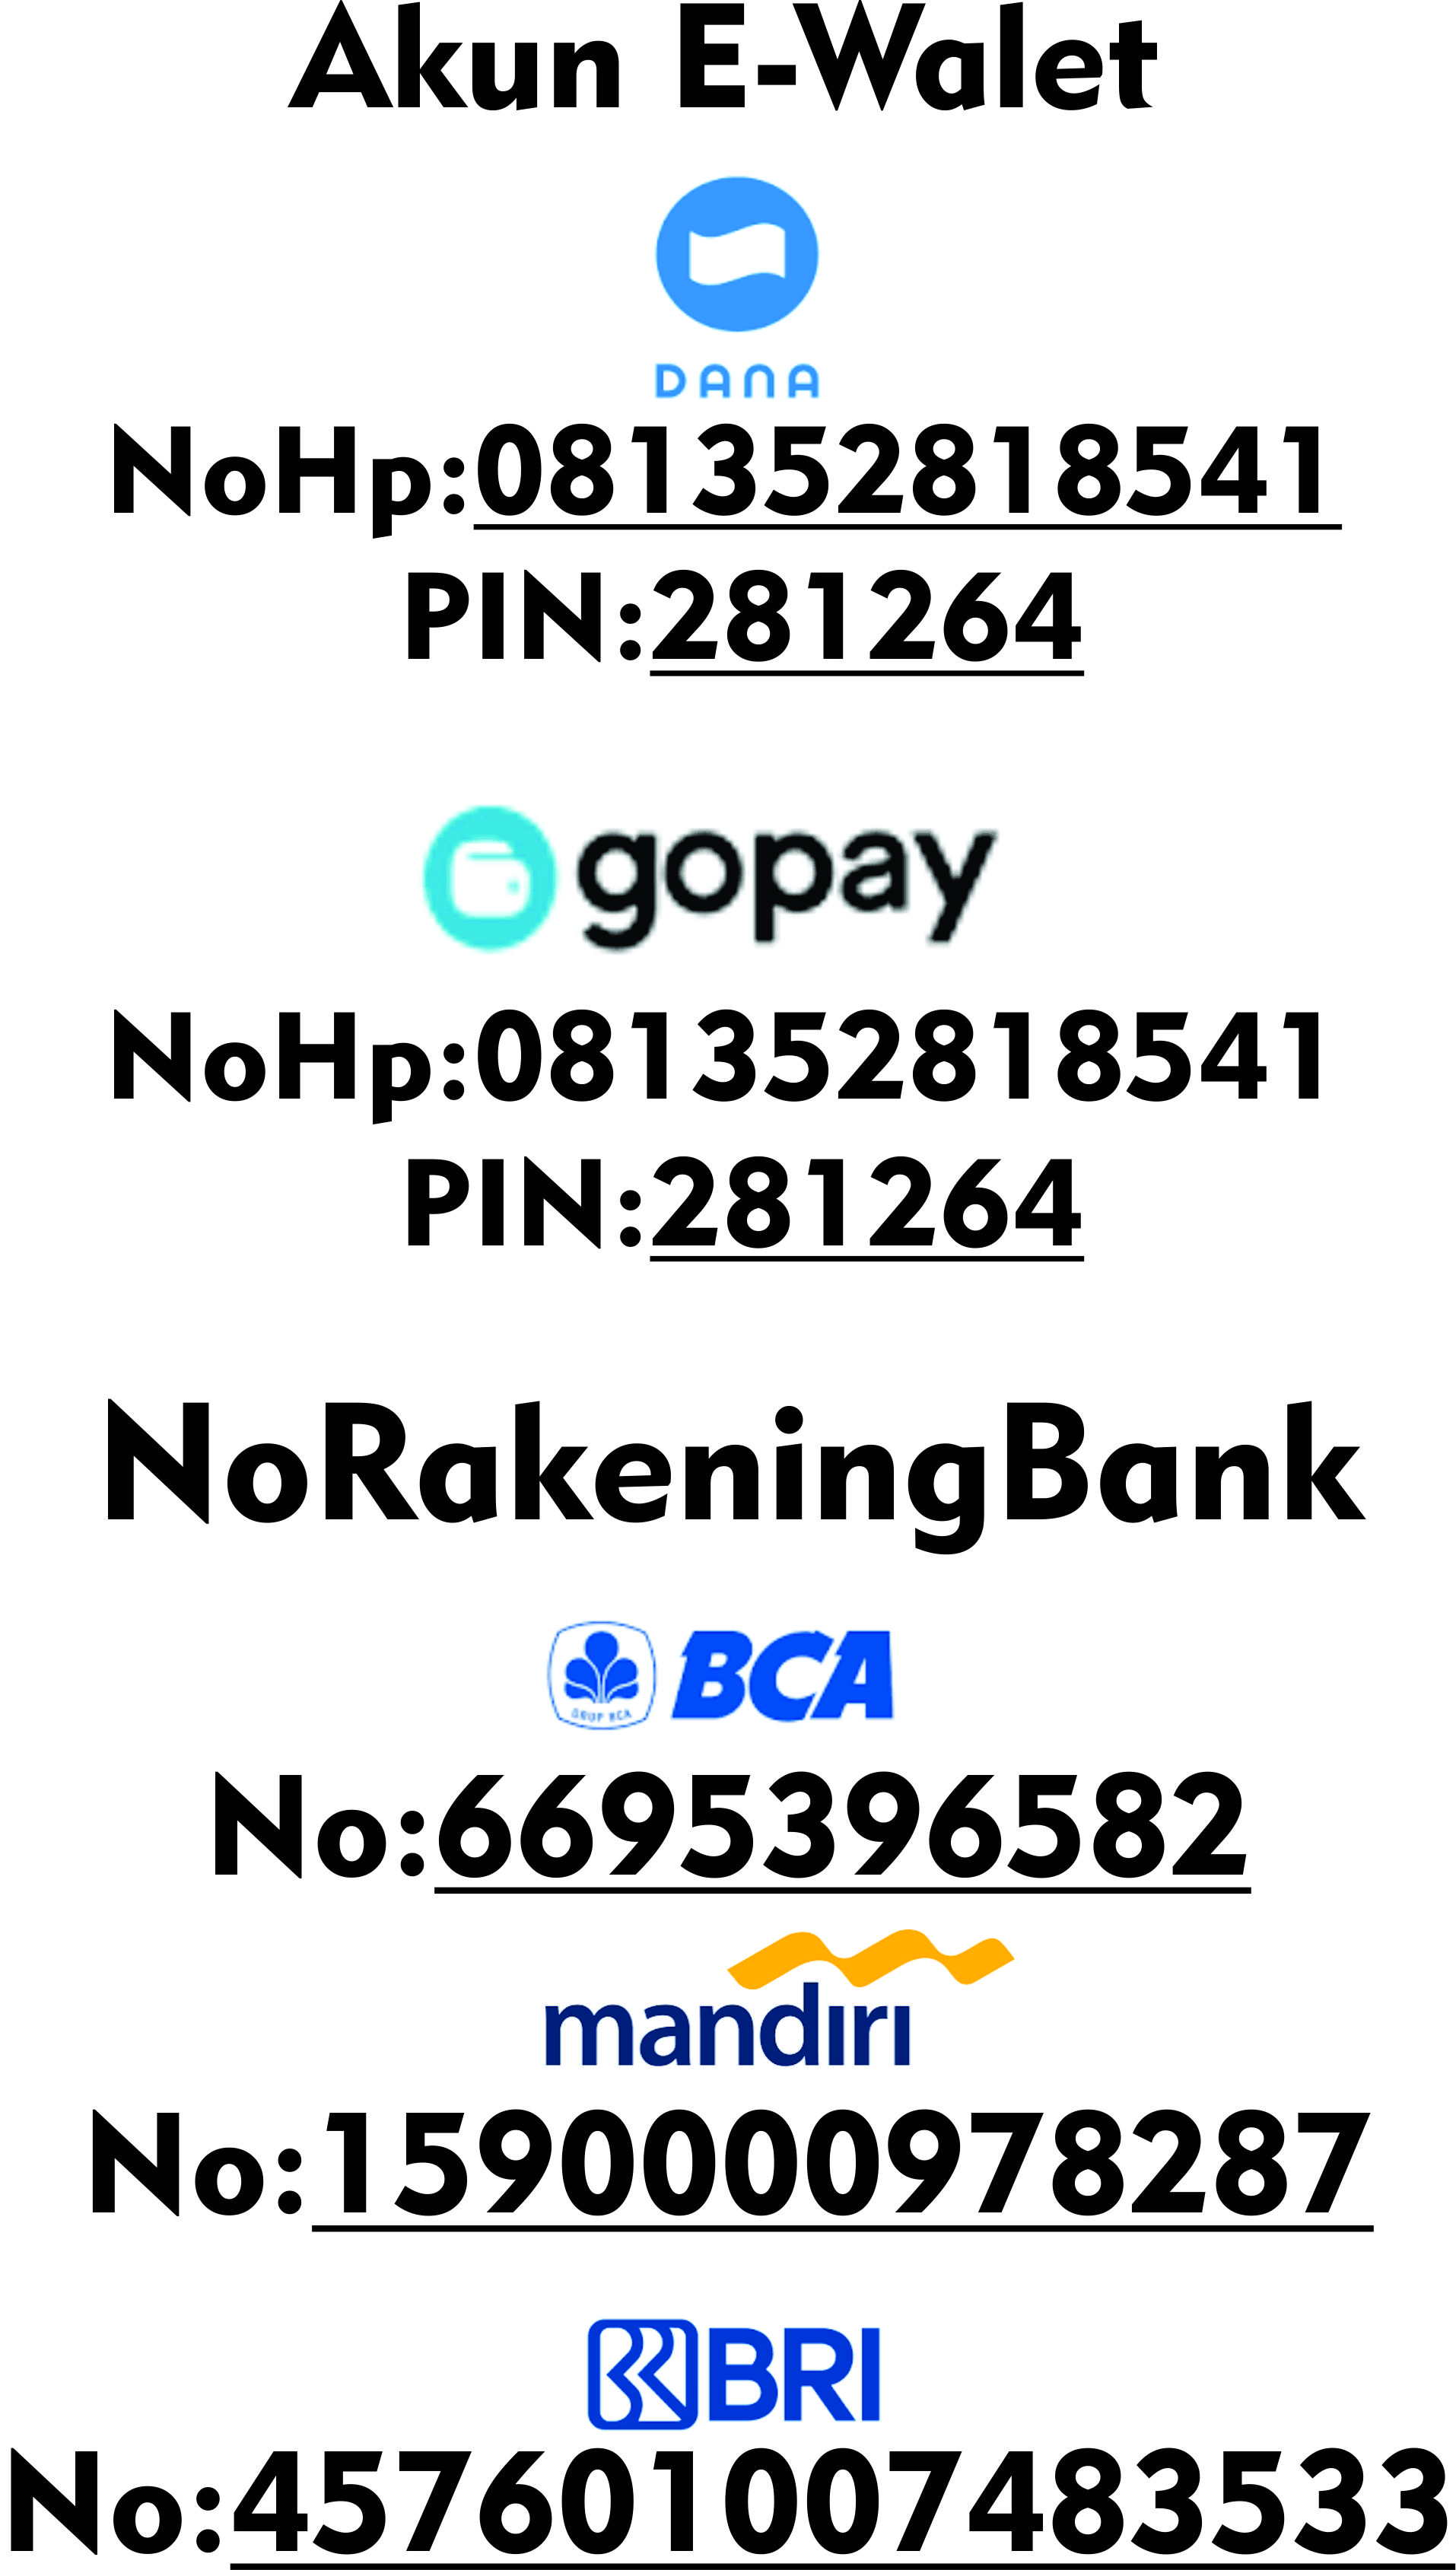 Akun E-Walet
DANA
NoHp:081352818541
PIN:281264
gopay
NoHp:081352818541
PIN:281264
NoRakeningBank
GRUP BCA
BCA
No:6695396582
mandiri
No:1590000978287
BRI
No:457601007483533